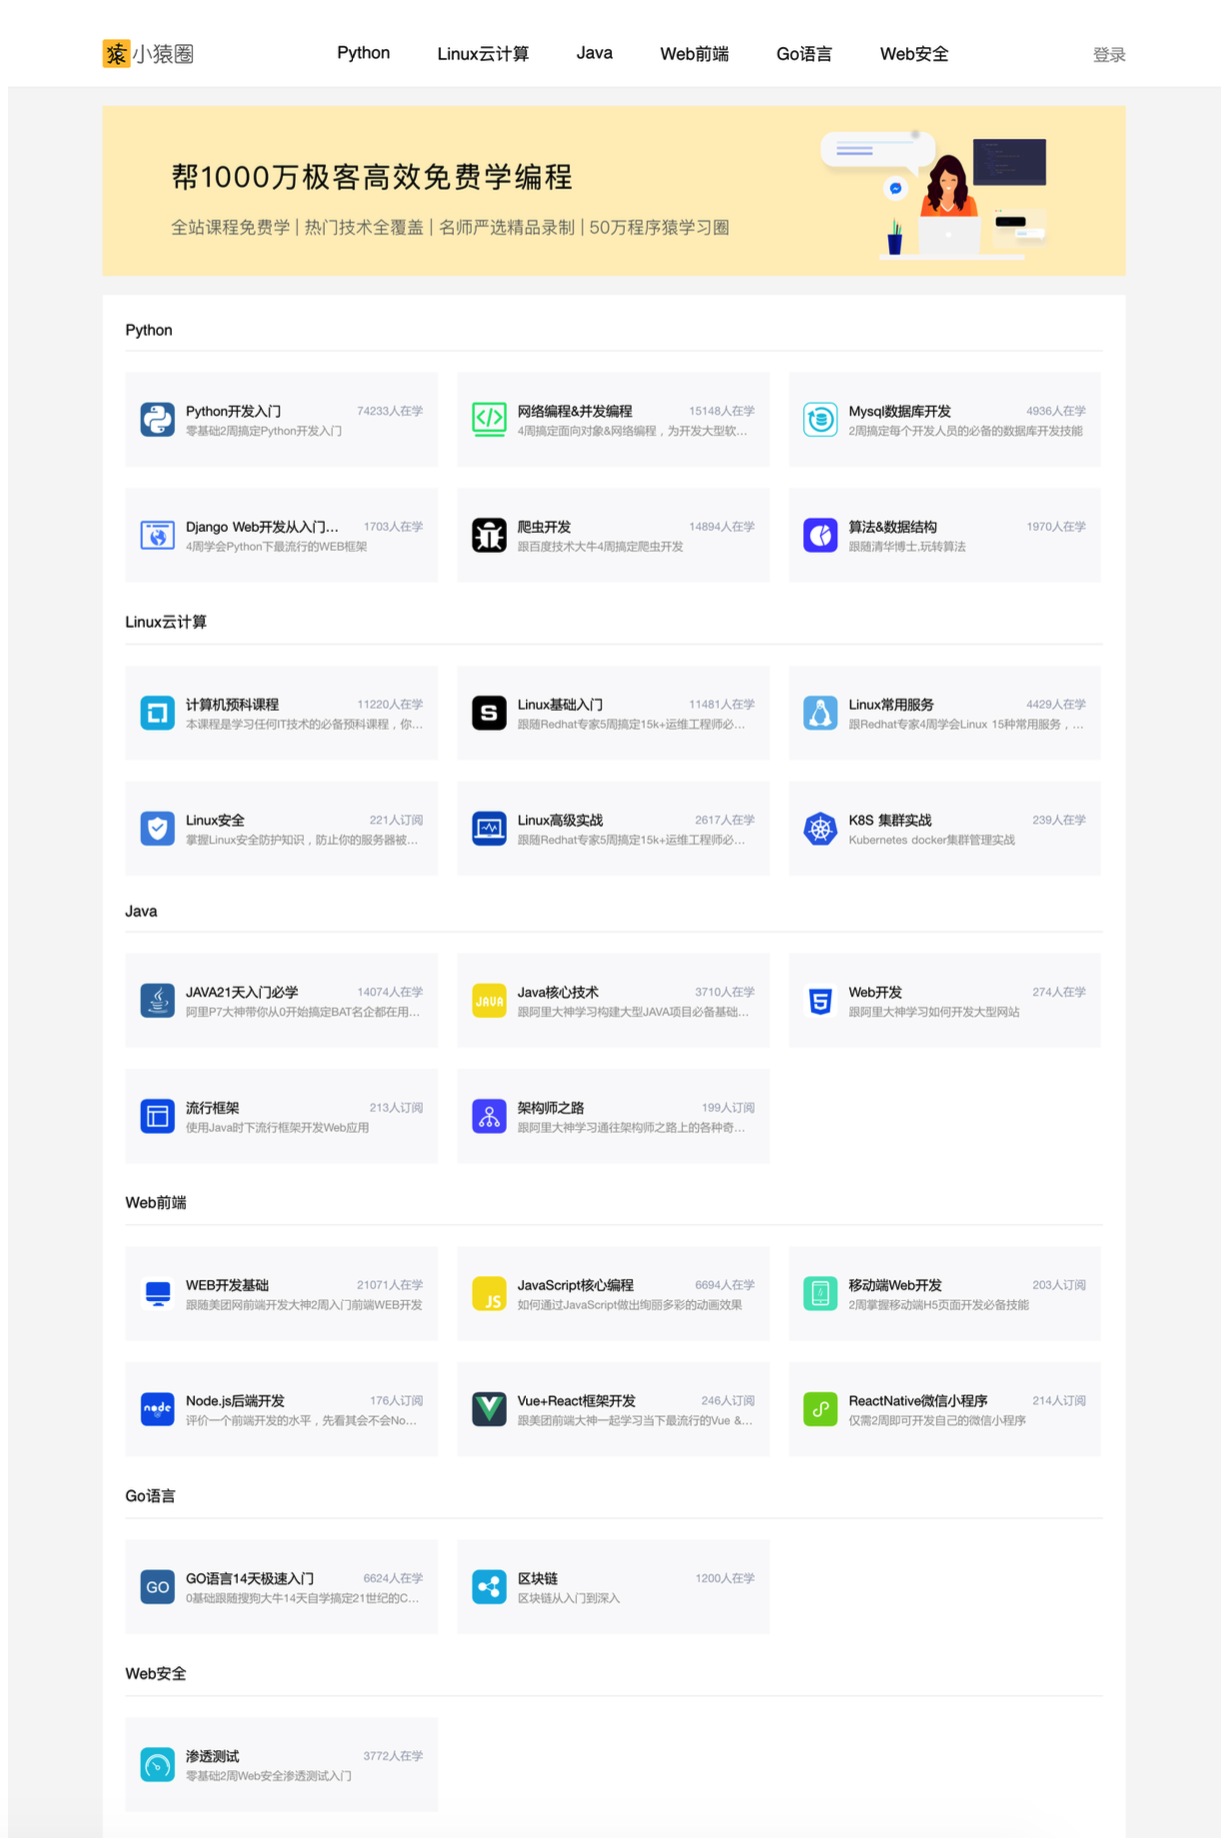 猿 小猿圈
Python Linux云计算 Java Web前端 Go语言 Web安全 登录
帮1000万极客高效免费学编程
全站课程免费学 | 热门技术全覆盖 | 名师严选精品录制 | 50万程序猿学习圈
Python
Python开发入门 74233人在学
零基础2周搞定Python开发入门
网络编程&并发编程 15148人在学
4周搞定面向对象&网络编程，为开发大型软...
Mysql数据库开发 4936人在学
2周搞定每个开发人员的必备的数据库开发技能
Django Web开发从入门... 1703人在学
4周学会Python下最流行的WEB框架
爬虫开发 14894人在学
跟百度技术大牛4周搞定爬虫开发
算法&数据结构 1970人在学
跟随清华博士,玩转算法
Linux云计算
计算机预科课程 11220人在学
本课程是学习任何IT技术的必备预科课程，你...
S
Linux基础入门 11481人在学
跟随Redhat专家5周搞定15k+运维工程师必...
Linux常用服务 4429人在学
跟Redhat专家4周学会Linux 15种常用服务，...
Linux安全 221人订阅
掌握Linux安全防护知识，防止你的服务器被...
Linux高级实战 2617人在学
跟随Redhat专家5周搞定15k+运维工程师必...
K8S 集群实战 239人在学
Kubernetes docker集群管理实战
Java
JAVA21天入门必学 14074人在学
阿里P7大神带你从0开始搞定BAT名企都在用...
JAVA
Java核心技术 3710人在学
跟阿里大神学习构建大型JAVA项目必备基础...
5
Web开发 274人在学
跟阿里大神学习如何开发大型网站
流行框架 213人订阅
使用Java时下流行框架开发Web应用
架构师之路 199人订阅
跟阿里大神学习通往架构师之路上的各种奇...
Web前端
WEB开发基础 21071人在学
跟随美团网前端开发大神2周入门前端WEB开发
JS
JavaScript核心编程 6694人在学
如何通过JavaScript做出绚丽多彩的动画效果
移动端Web开发 203人订阅
2周掌握移动端H5页面开发必备技能
node
Node.js后端开发 176人订阅
评价一个前端开发的水平，先看其会不会No...
Vue+React框架开发 246人订阅
跟美团前端大神一起学习当下最流行的Vue &...
ReactNative微信小程序 214人订阅
仅需2周即可开发自己的微信小程序
Go语言
GO
GO语言14天极速入门 6624人在学
0基础跟随搜狗大牛14天自学搞定21世纪的C...
区块链 1200人在学
区块链从入门到深入
Web安全
渗透测试 3772人在学
零基础2周Web安全渗透测试入门